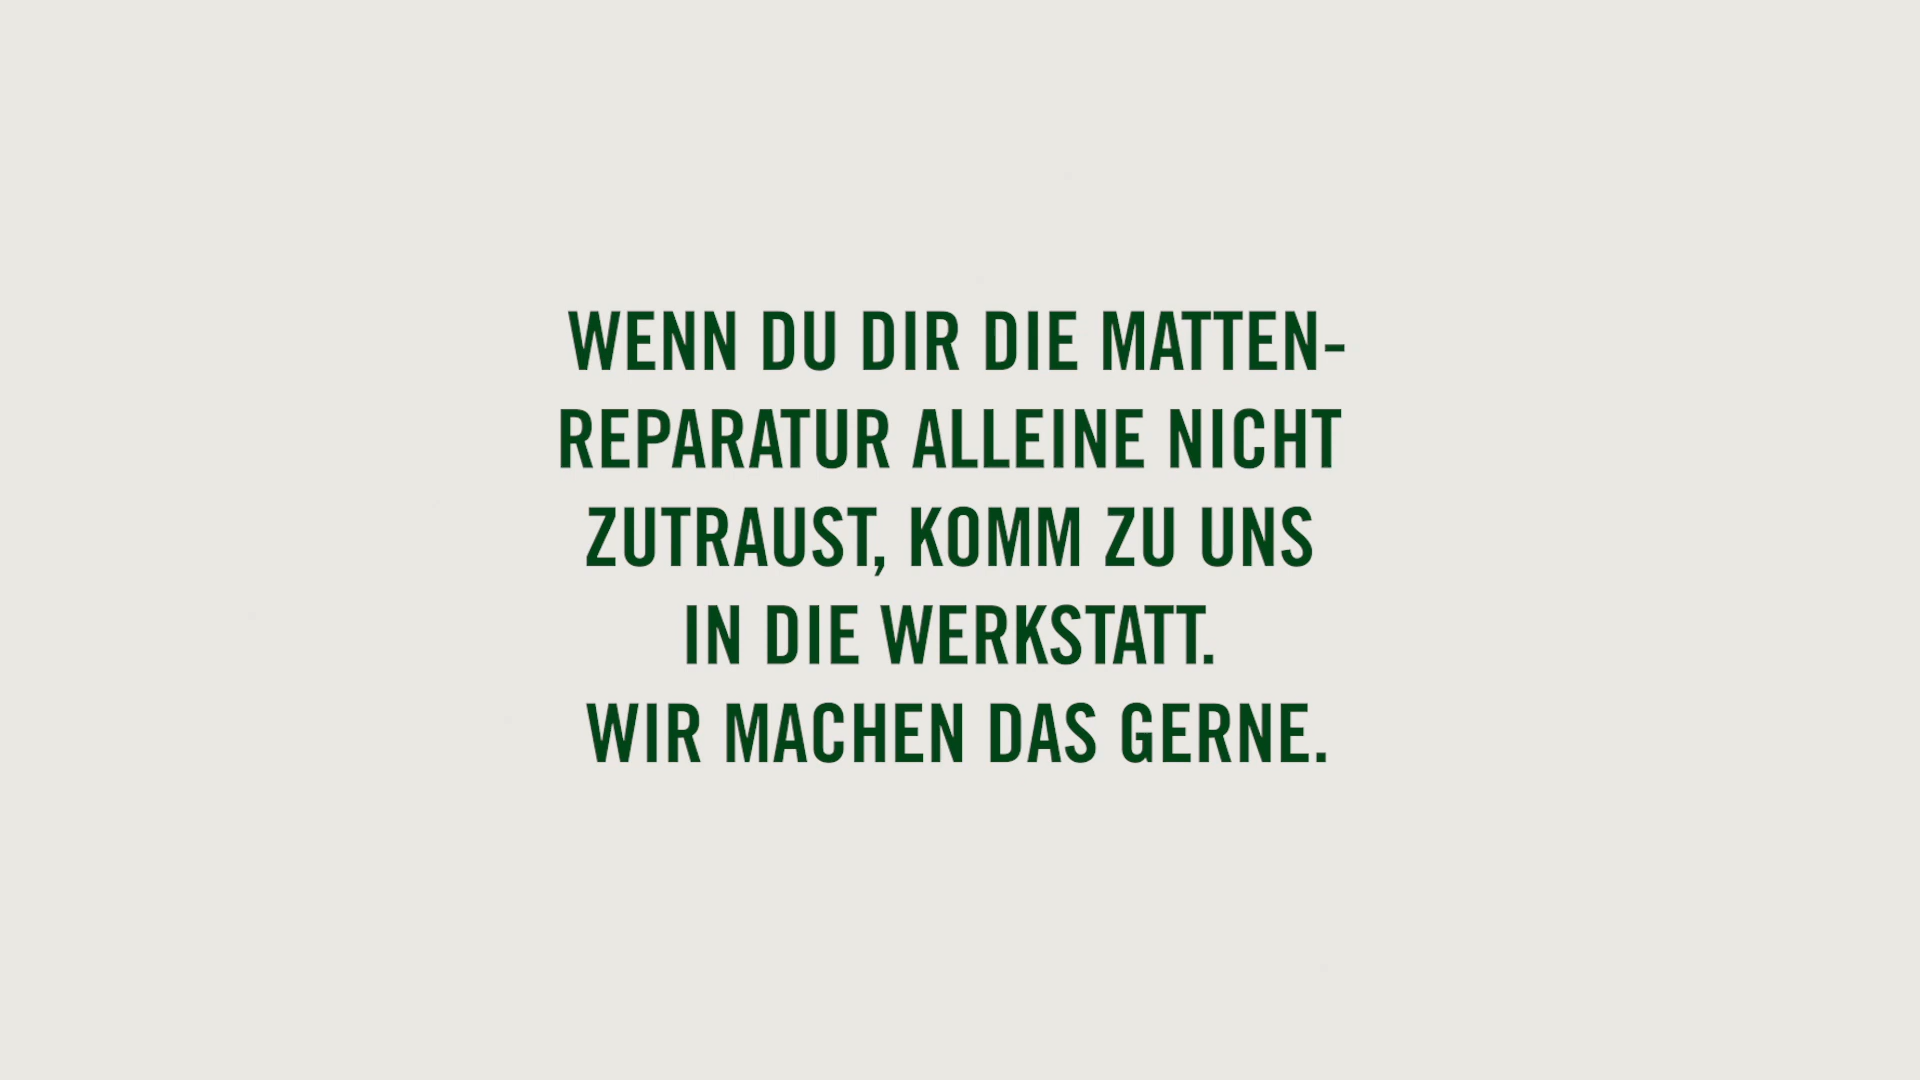 WENN DU DIR DIE MATTEN-
REPARATUR ALLEINE NICHT
ZUTRAUST, KOMM ZU UNS
IN DIE WERKSTATT.
WIR MACHEN DAS GERNE.